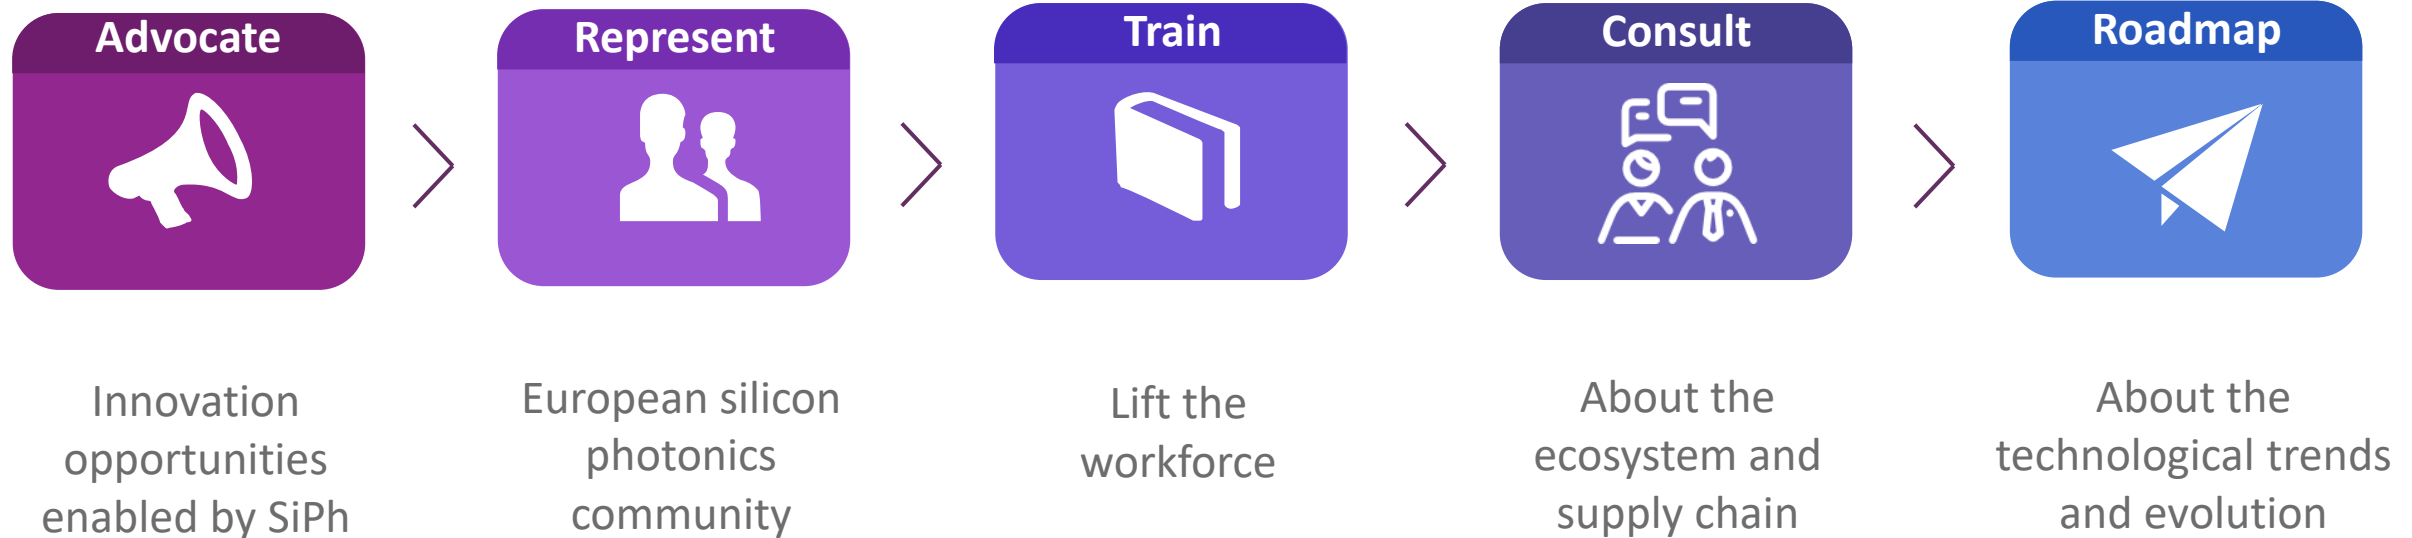 Advocate
Innovation
opportunities
enabled by SiPh
Represent
European silicon
photonics
community
Train
Lift the
workforce
Consult
About the
ecosystem and
supply chain
Roadmap
About the
technological trends
and evolution